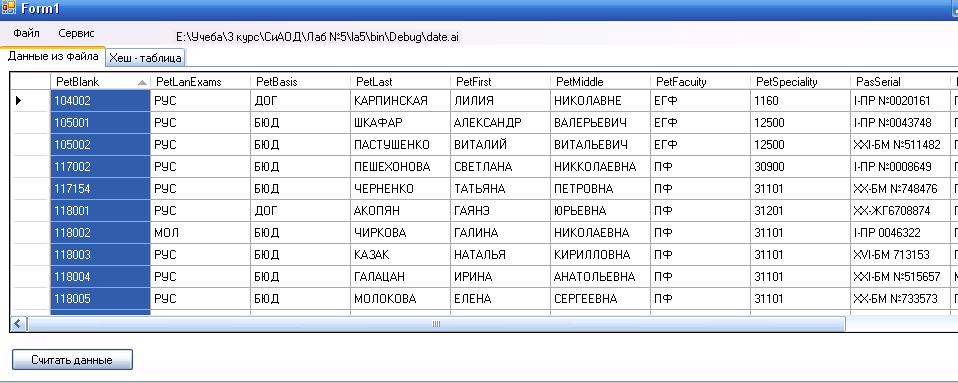 Form1
Файл Сервис E:\Учеба\3 курс\СиАОД\Лаб №5\la5\bin\Debug\date.ai
Данные из файла Хеш - таблица
PetBlank PetLanExams PetBasis PetLast PetFirst PetMiddle PetFacuity PetSpeciality PasSerial
104002 РУС ДОГ КАРПИНСКАЯ ЛИЛИЯ НИКОЛАВНЕ ЕГФ 1160 I-ПР №0020161
105001 РУС БЮД ШКАФАР АЛЕКСАНДР ВАЛЕРЬЕВИЧ ЕГФ 12500 I-ПР №0043748
105002 РУС БЮД ПАСТУШЕНКО ВИТАЛИЙ ВИТАЛЬЕВИЧ ЕГФ 12500 XXI-БМ №511482
117002 РУС БЮД ПЕШЕХОНОВА СВЕТЛАНА НИККОЛАЕВНА ПФ 30900 I-ПР №0008649
117154 РУС БЮД ЧЕРНЕНКО ТАТЬЯНА ПЕТРОВНА ПФ 31101 XX-БМ №748476
118001 РУС ДОГ АКОПЯН ГАЯНЭ ЮРЬЕВНА ПФ 31201 XX-ЖГ6708874
118002 МОЛ БЮД ЧИРКОВА ГАЛИНА НИКОЛАЕВНА ПФ 31101 I-ПР 0046322
118003 РУС БЮД КАЗАК НАТАЛЬЯ КИРИЛЛОВНА ПФ 31101 XVI-БМ 713153
118004 РУС БЮД ГАЛАЦАН ИРИНА АНАТОЛЬЕВНА ПФ 31101 XXI-БМ №515657
118005 РУС БЮД МОЛОКОВА ЕЛЕНА СЕРГЕЕВНА ПФ 31101 XX-БМ №733573
Считать данные